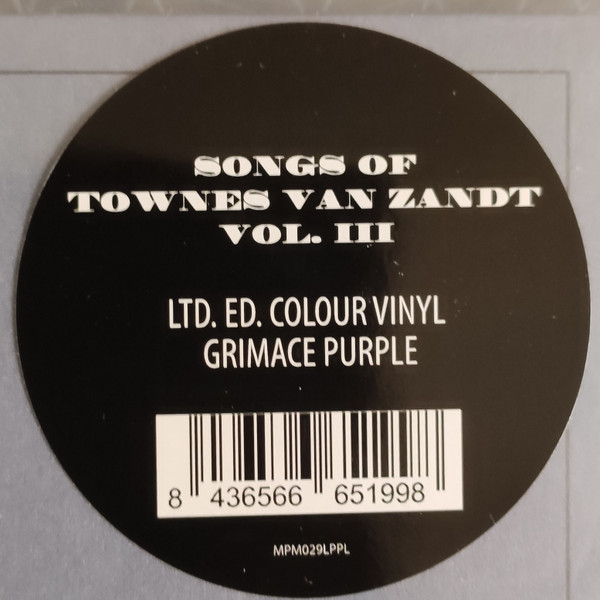 SONGS OF
TOWNES VAN ZANDT
VOL. III
LTD. ED. COLOUR VINYL
GRIMACE PURPLE
8 436566 651998
MPM029LPPL